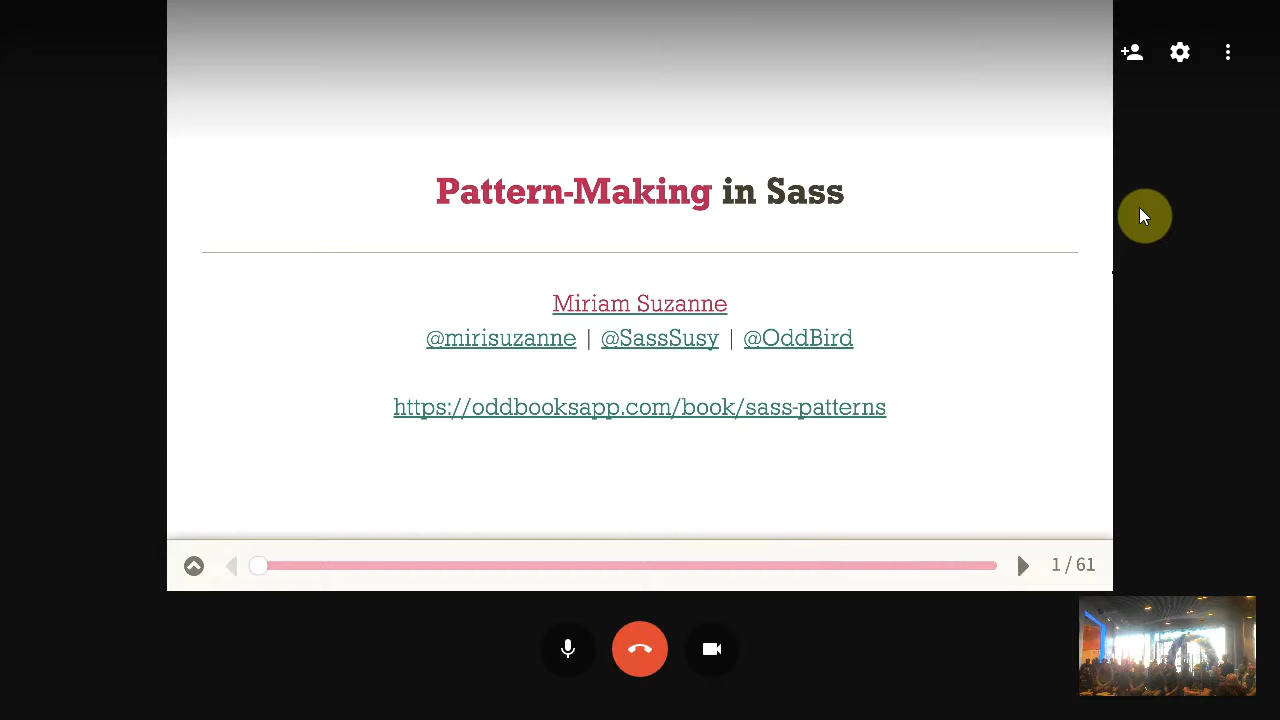 Pattern-Making in Sass
Miriam Suzanne
@mirisuzanne | @SassSusy | @OddBird
https://oddbooksapp.com/book/sass-patterns
1 / 61